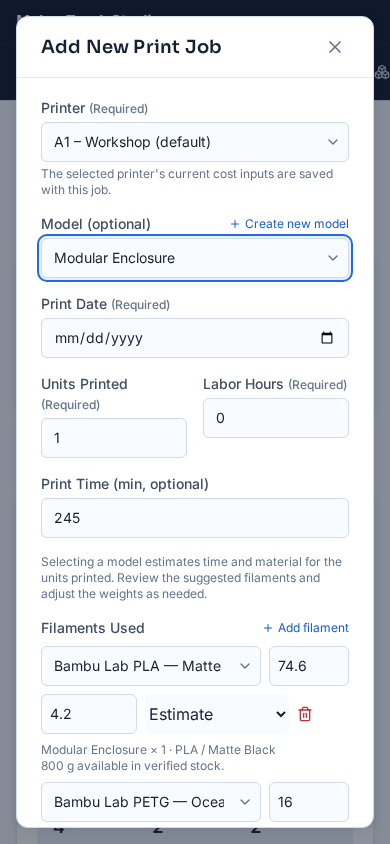 Add New Print Job
Printer (Required)
A1 – Workshop (default)
The selected printer's current cost inputs are saved
with this job.
Model (optional)
+ Create new model
Modular Enclosure
Print Date (Required)
mm/dd/yyyy
Units Printed
(Required)
Labor Hours (Required)
1
0
Print Time (min, optional)
245
Selecting a model estimates time and material for the
units printed. Review the suggested filaments and
adjust the weights as needed.
Filaments Used
+ Add filament
Bambu Lab PLA — Matte
74.6
4.2
Estimate
Modular Enclosure × 1 · PLA / Matte Black
800 g available in verified stock.
Bambu Lab PETG — Ocea
16